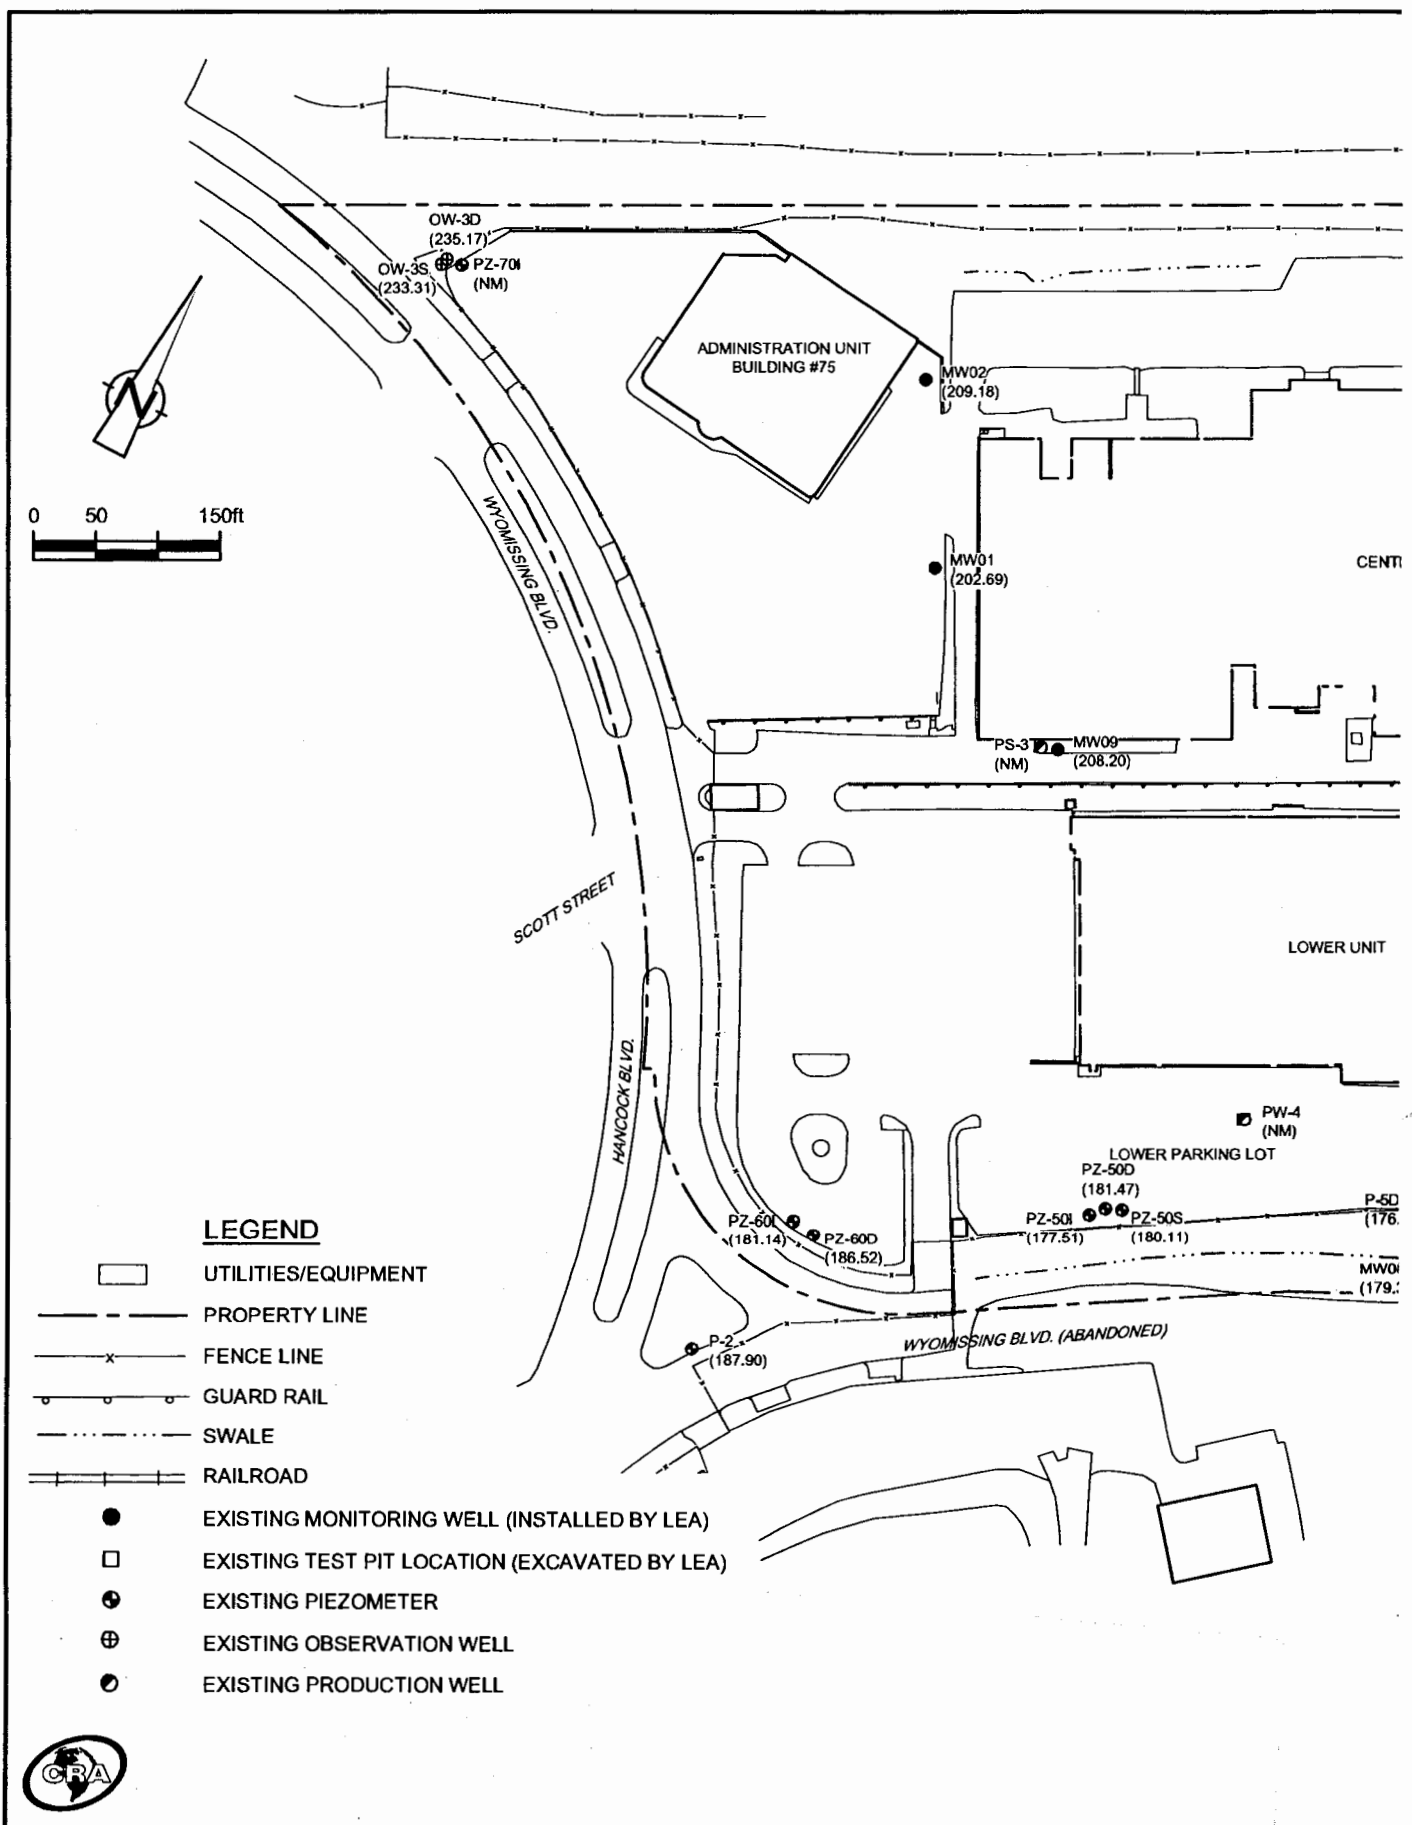 OW-3D
(235.17)
OW-3S
(233.31)
PZ-70I
(NM)
ADMINISTRATION UNIT
BUILDING #75
MW02
(209.18)
N
0 50 150ft
WYOMISSING BLVD.
MW01
(202.69)
CENT
PS-3
(NM)
MW09
(208.20)
SCOTT STREET
LOWER UNIT
HANCOCK BLVD.
PW-4
(NM)
LOWER PARKING LOT
PZ-50D
(181.47)
PZ-50I
(177.51)
PZ-50S
(180.11)
P-5D
(176.
PZ-60I
(181.14)
PZ-60D
(186.52)
MW0
(179.
P-2
(187.90)
WYOMISSING BLVD. (ABANDONED)
LEGEND
UTILITIES/EQUIPMENT
PROPERTY LINE
FENCE LINE
GUARD RAIL
SWALE
RAILROAD
EXISTING MONITORING WELL (INSTALLED BY LEA)
EXISTING TEST PIT LOCATION (EXCAVATED BY LEA)
EXISTING PIEZOMETER
EXISTING OBSERVATION WELL
EXISTING PRODUCTION WELL
CRA